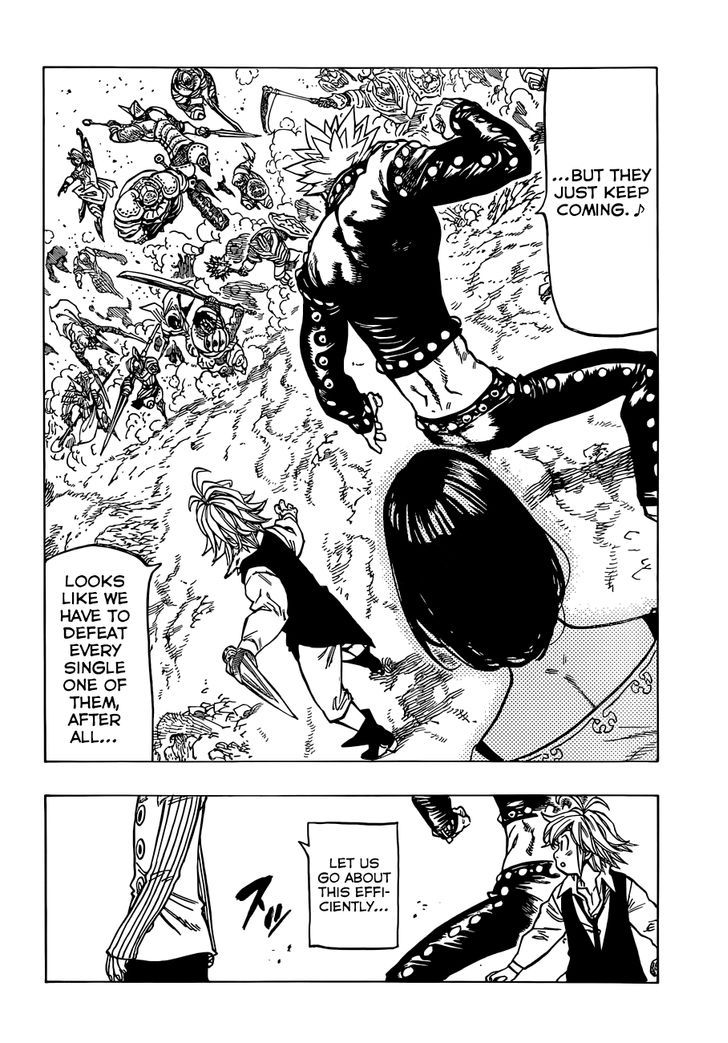 ...BUT THEY
JUST KEEP
COMING.♪
LOOKS
LIKE WE
HAVE TO
DEFEAT
EVERY
SINGLE
ONE OF
THEM,
AFTER
ALL...
LET US
GO ABOUT
THIS EFFI-
CIENTLY...
ズッ